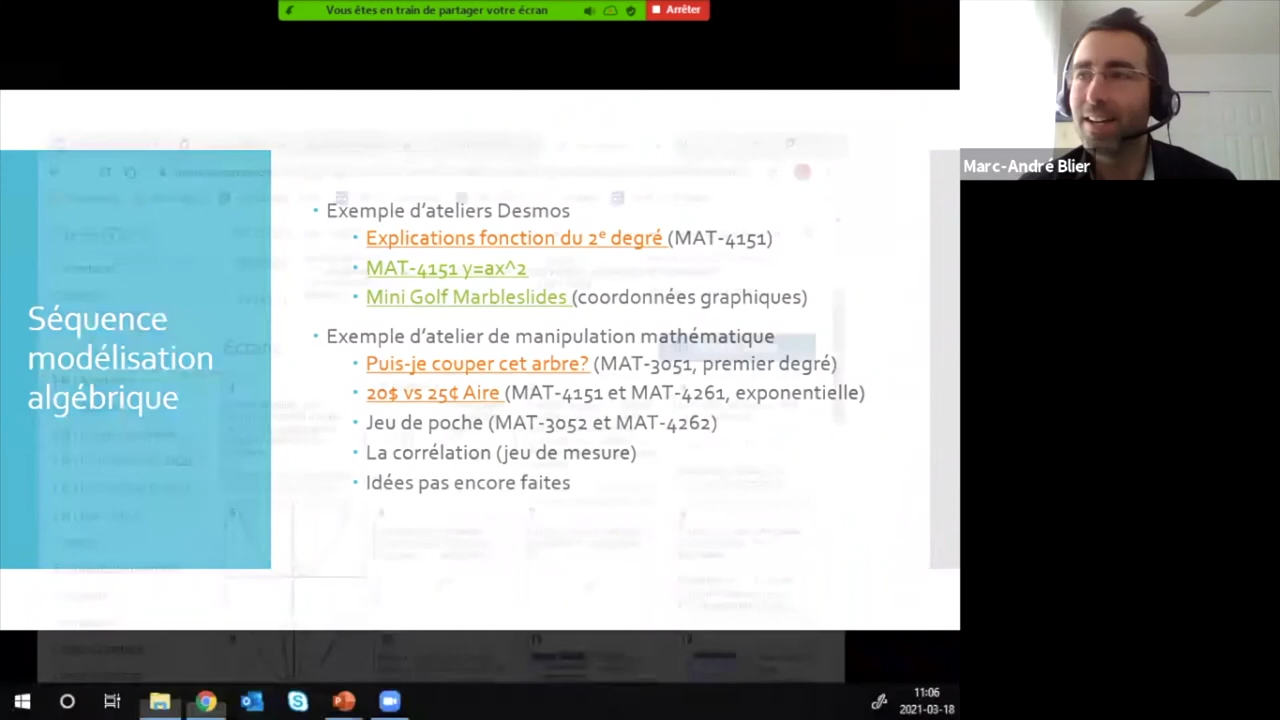 Vous êtes en train de partager votre écran
Arrêter
Marc-André Blier
Séquence
modélisation
algébrique
• Exemple d'ateliers Desmos
• Explications fonction du 2e degré (MAT-4151)
• MAT-4151 y=ax^2
• Mini Golf Marbleslides (coordonnées graphiques)
• Exemple d'atelier de manipulation mathématique
• Puis-je couper cet arbre? (MAT-3051, premier degré)
• 20$ vs 25¢ Aire (MAT-4151 et MAT-4261, exponentielle)
• Jeu de poche (MAT-3052 et MAT-4262)
• La corrélation (jeu de mesure)
• Idées pas encore faites
11:06
2021-03-18